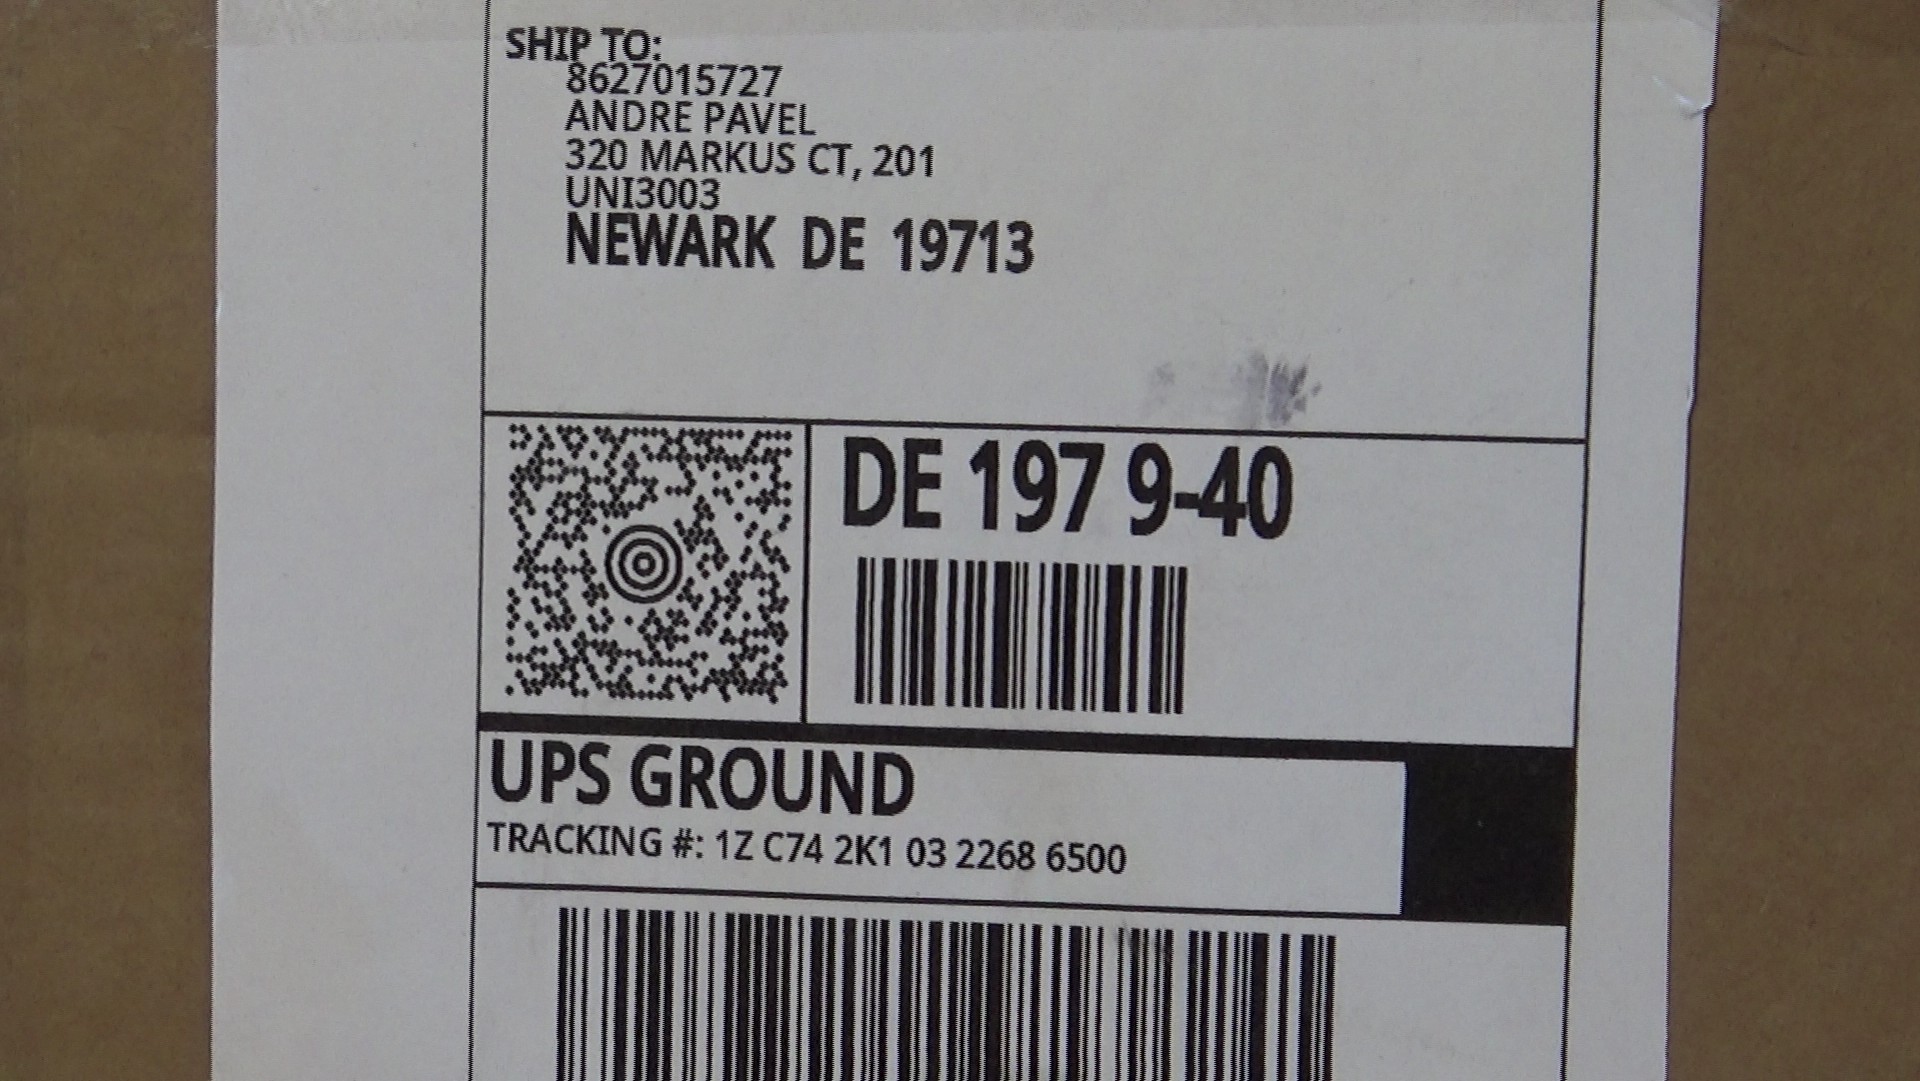 SHIP TO:
8627015727
ANDRE PAVEL
320 MARKUS CT, 201
UNI3003
NEWARK DE 19713
DE 197 9-40
UPS GROUND
TRACKING #: 1Z C74 2K1 03 2268 6500